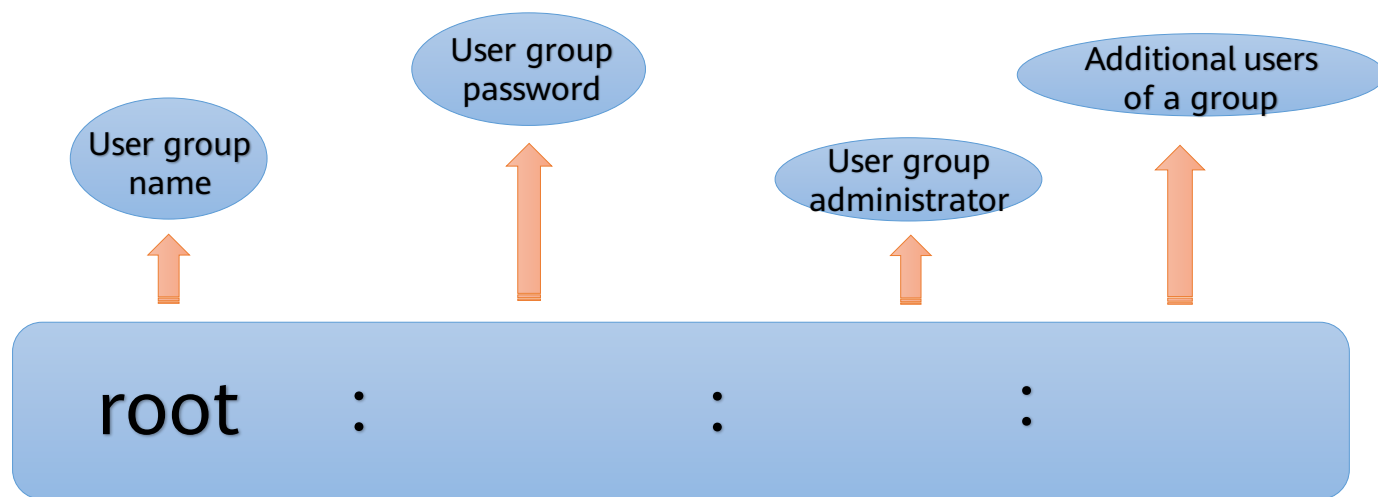 User group
name
User group
password
User group
administrator
Additional users
of a group
root : : :